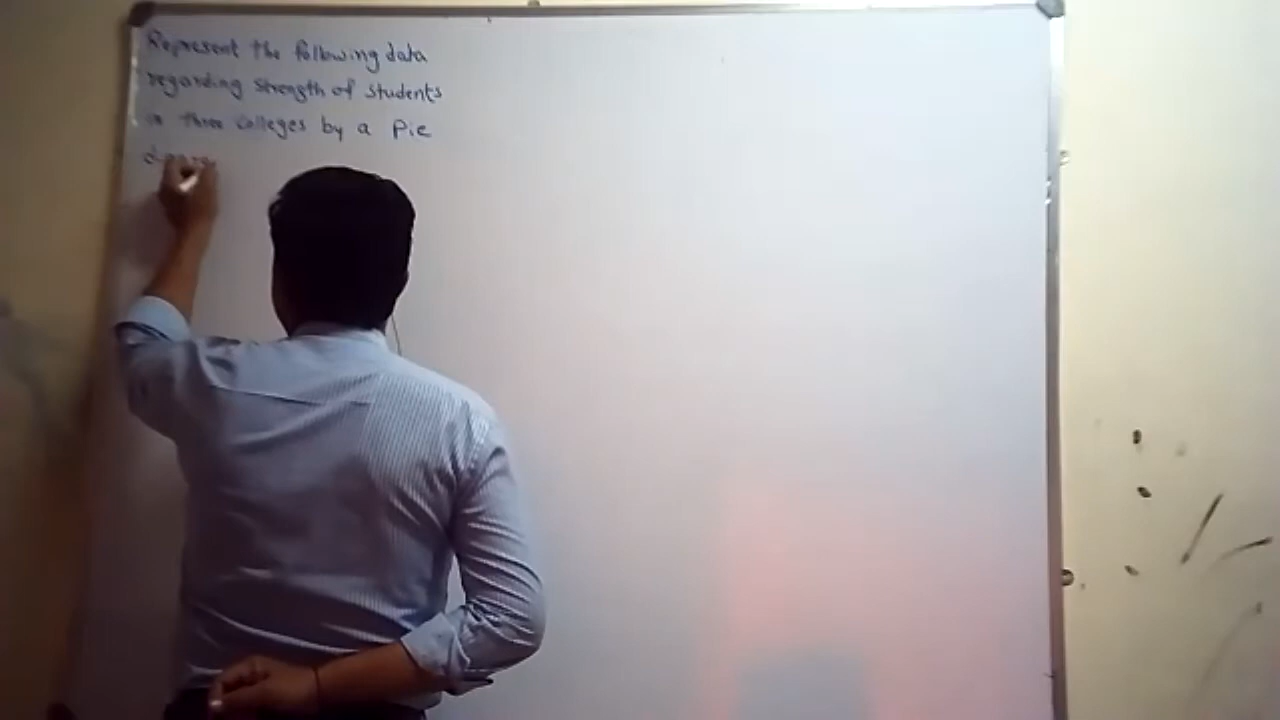 Represent the following data
regarding strength of students
in three colleges by a Pie